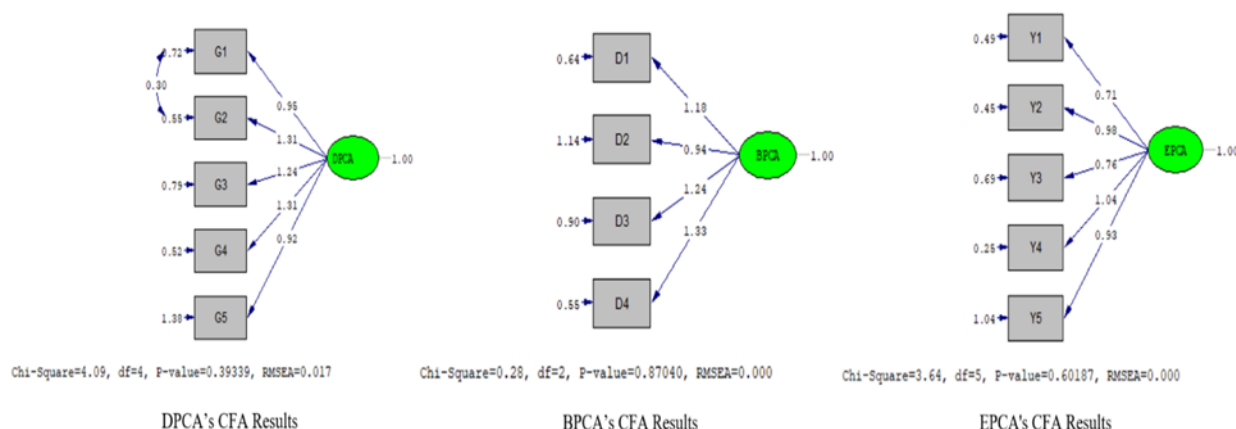 0.72
G1
0.30
0.95
0.55
G2
1.31
DPCA
1.00
1.24
0.79
G3
1.31
0.52
G4
0.92
1.38
G5
Chi-Square=4.09, df=4, P-value=0.39339, RMSEA=0.017
DPCA's CFA Results
0.64
D1
1.18
1.14
D2
0.94
BPCA
1.00
1.24
0.90
D3
1.33
0.55
D4
Chi-Square=0.28, df=2, P-value=0.87040, RMSEA=0.000
BPCA's CFA Results
0.49
Y1
0.71
0.45
Y2
0.98
EPCA
1.00
0.76
0.69
Y3
1.04
0.25
Y4
0.93
1.04
Y5
Chi-Square=3.64, df=5, P-value=0.60187, RMSEA=0.000
EPCA's CFA Results